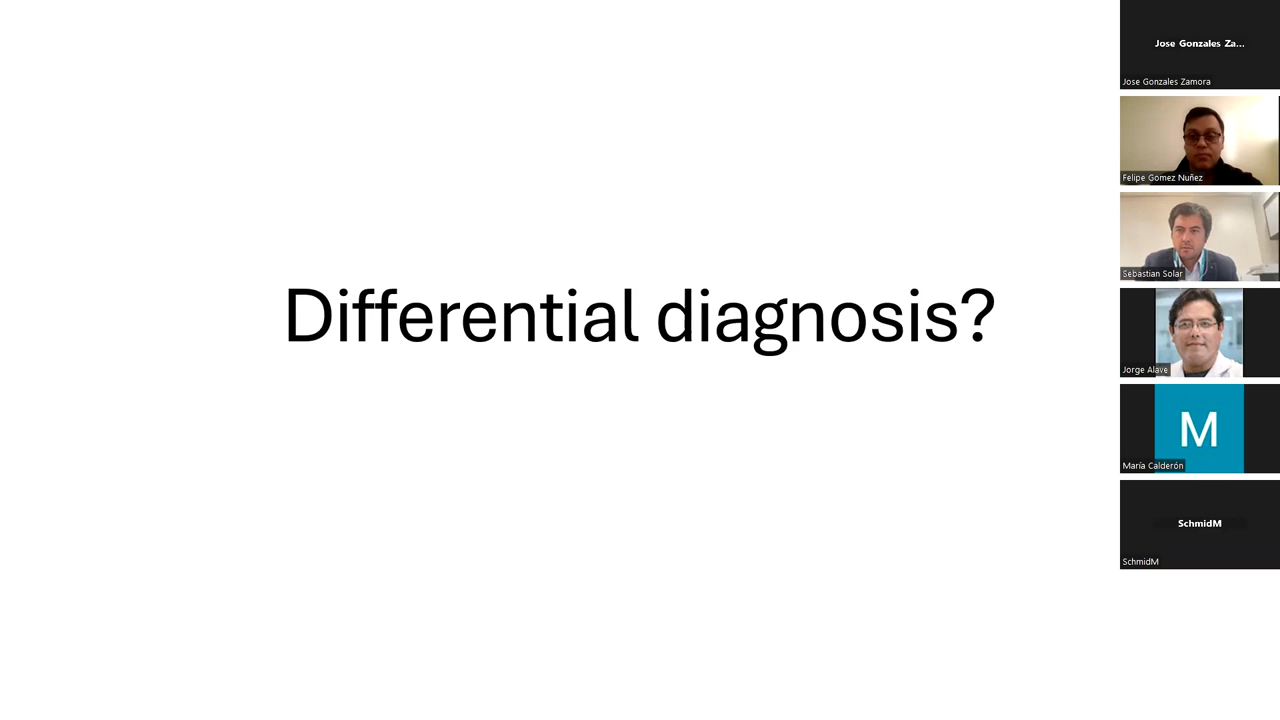 Differential diagnosis?
Jose Gonzales Za...
Jose Gonzales Zamora
Felipe Gomez Nuñez
Sebastian Solar
Jorge Alave
M
María Calderón
SchmidM
SchmidM